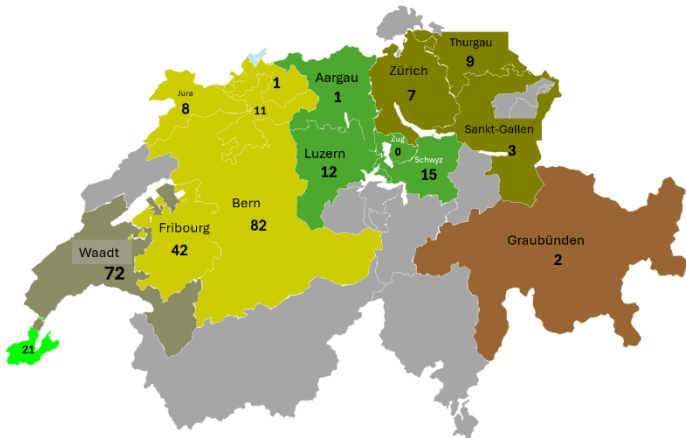 Thurgau
9
Zürich
7
Aargau
1
1
Jura
8
11
Sankt-Gallen
3
Zug
0
Luzern
12
Schwyz
15
Bern
82
Fribourg
42
Graubünden
2
Waadt
72
21